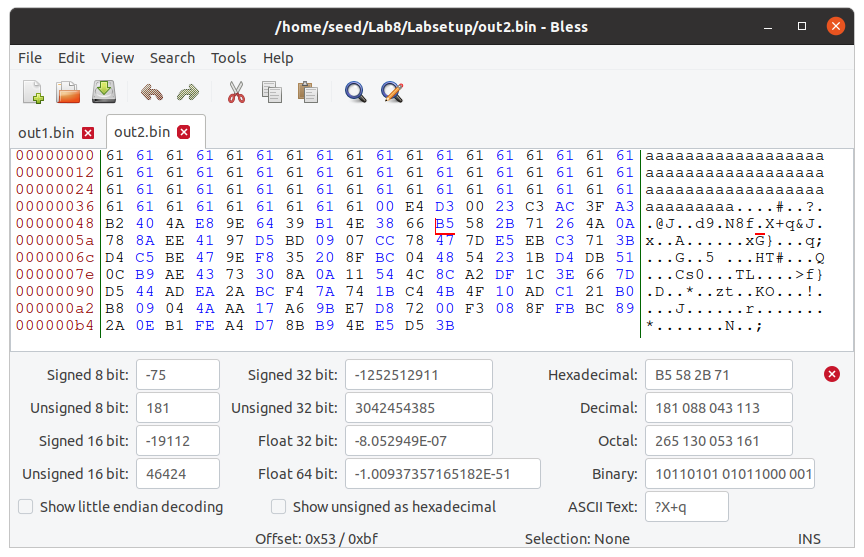 /home/seed/Lab8/Labsetup/out2.bin - Bless
File Edit View Search Tools Help
out1.bin out2.bin
00000000 61 61 61 61 61 61 61 61 61 61 61 61 61 61 61 61 61 61 aaaaaaaaaaaaaaaaaa
00000012 61 61 61 61 61 61 61 61 61 61 61 61 61 61 61 61 61 61 aaaaaaaaaaaaaaaaaa
00000024 61 61 61 61 61 61 61 61 61 61 61 61 61 61 61 61 61 61 aaaaaaaaaaaaaaaaaa
00000036 61 61 61 61 61 61 61 61 61 00 E4 D3 00 23 C3 AC 3F A3 aaaaaaaaa....#..?.
00000048 B2 40 4A E8 9E 64 39 B1 4E 38 66 B5 58 2B 71 26 4A 0A .@J..d9.N8f.X+q&J.
0000005a 78 8A EE 41 97 D5 BD 09 07 CC 78 47 7D E5 EB C3 71 3B x..A......xG}...q;
0000006c D4 C5 BE 47 9E F8 35 20 8F BC 04 48 54 23 1B D4 DB 51 ...G..5 ...HT#...Q
0000007e 0C B9 AE 43 73 30 8A 0A 11 54 4C 8C A2 DF 1C 3E 66 7D ...Cs0...TL....>f}
00000090 D5 44 AD EA 2A BC F4 7A 74 1B C4 4B 4F 10 AD C1 21 B0 .D..*..zt..KO...!.
000000a2 B8 09 04 4A AA 17 A6 9B E7 D8 72 00 F3 08 8F FB BC 89 ...J......r.......
000000b4 2A 0E B1 FE A4 D7 8B B9 4E E5 D5 3B *.......N..;
Signed 8 bit: -75 Signed 32 bit: -1252512911 Hexadecimal: B5 58 2B 71
Unsigned 8 bit: 181 Unsigned 32 bit: 3042454385 Decimal: 181 088 043 113
Signed 16 bit: -19112 Float 32 bit: -8.052949E-07 Octal: 265 130 053 161
Unsigned 16 bit: 46424 Float 64 bit: -1.00937357165182E-51 Binary: 10110101 01011000 001
Show little endian decoding Show unsigned as hexadecimal ASCII Text: ?X+q
Offset: 0x53 / 0xbf Selection: None INS